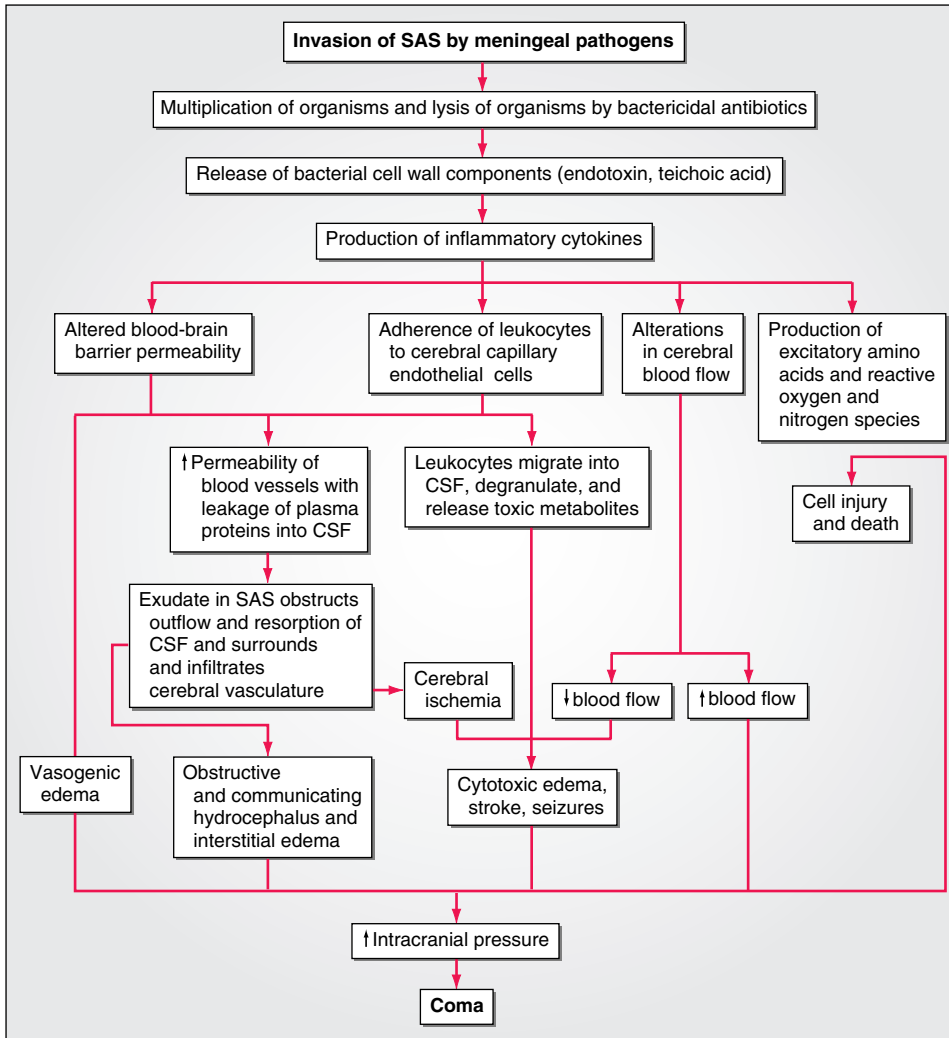 Invasion of SAS by meningeal pathogens
Multiplication of organisms and lysis of organisms by bactericidal antibiotics
Release of bacterial cell wall components (endotoxin, teichoic acid)
Production of inflammatory cytokines
Altered blood-brain
barrier permeability
Adherence of leukocytes
to cerebral capillary
endothelial cells
Alterations
in cerebral
blood flow
Production of
excitatory amino
acids and reactive
oxygen and
nitrogen species
↑Permeability of
blood vessels with
leakage of plasma
proteins into CSF
Leukocytes migrate into
CSF, degranulate, and
release toxic metabolites
Cell injury
and death
Exudate in SAS obstructs
outflow and resorption of
CSF and surrounds
and infiltrates
cerebral vasculature
Cerebral
ischemia
↓blood flow
↑blood flow
Vasogenic
edema
Obstructive
and communicating
hydrocephalus and
interstitial edema
Cytotoxic edema,
stroke, seizures
↑Intracranial pressure
Coma